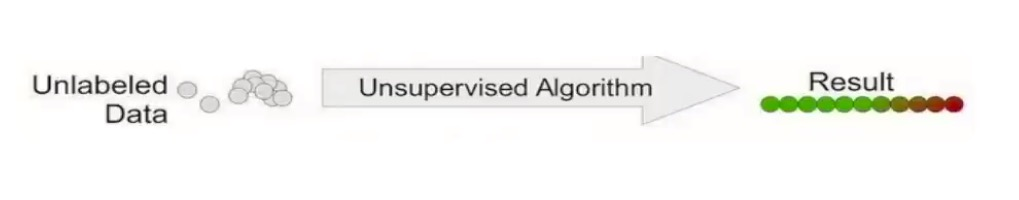 Unlabeled
Data
Unsupervised Algorithm
Result